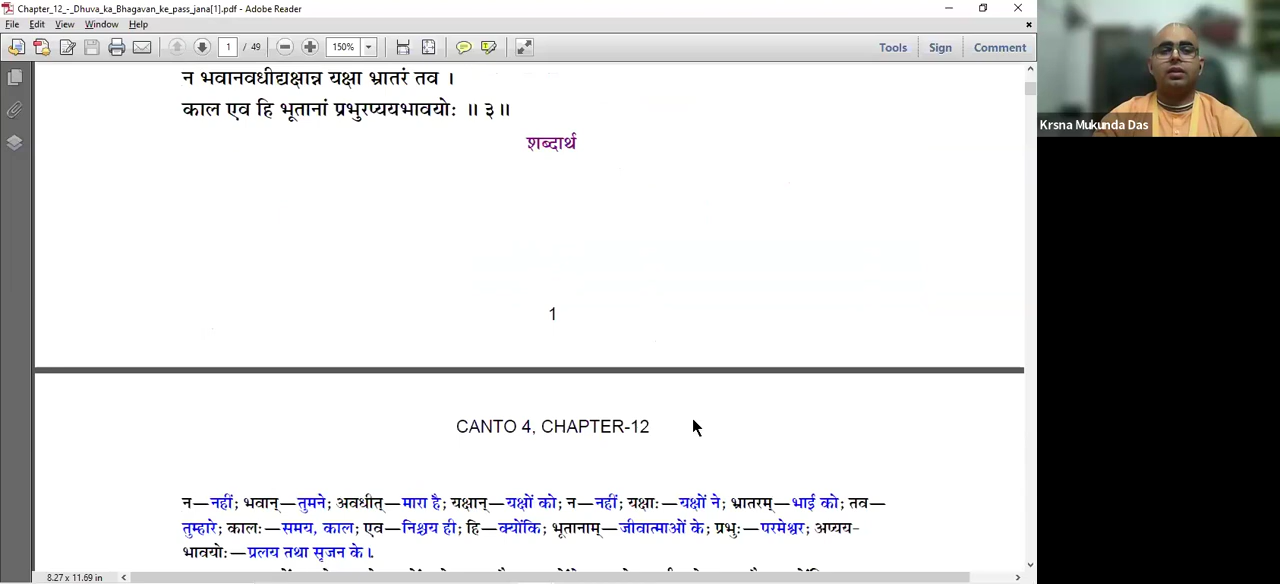 Chapter_12_-_Dhuva_ka_Bhagavan_ke_pass_jana[1].pdf - Adobe Reader
File Edit View Window Help
1 / 49 150% Tools Sign Comment
न भवानवधीद्यक्षान्न यक्षा भ्रातरं तव ।
काल एव हि भूतानां प्रभुरप्ययभावयोः ॥ ३॥
शब्दार्थ
Krsna Mukunda Das
1
CANTO 4, CHAPTER-12
न—नहीं; भवान्—तुमने; अवधीत्—मारा है; यक्षान्—यक्षों को; न—नहीं; यक्षाः—यक्षों ने; भ्रातरम्—भाई को; तव—
तुम्हारे; कालः—समय, काल; एव—निश्चय ही; हि—क्योंकि; भूतानाम्—जीवात्माओं के; प्रभुः—परमेश्वर; अप्यय-
भावयोः—प्रलय तथा सृजन के।
8.27 x 11.69 in